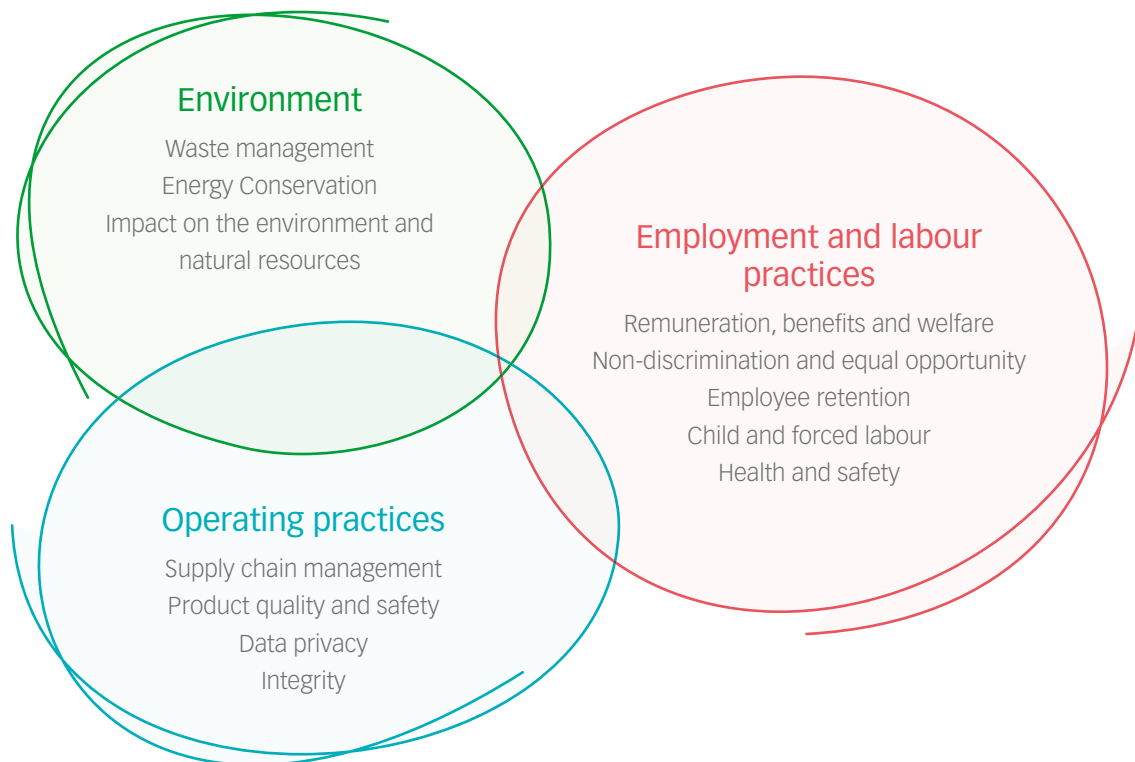 Environment
Waste management
Energy Conservation
Impact on the environment and
natural resources
Employment and labour
practices
Remuneration, benefits and welfare
Non-discrimination and equal opportunity
Employee retention
Child and forced labour
Health and safety
Operating practices
Supply chain management
Product quality and safety
Data privacy
Integrity